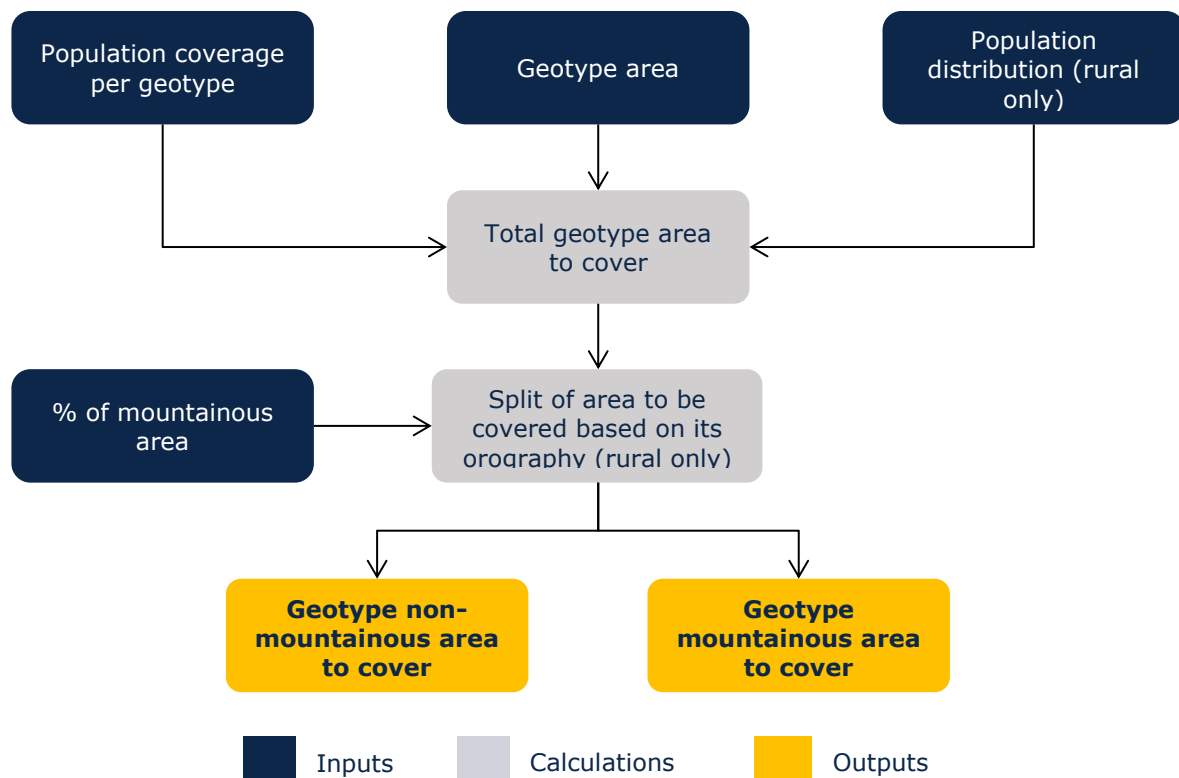 Population coverage
per geotype
Geotype area
Population
distribution (rural
only)
Total geotype area
to cover
% of mountainous
area
Split of area to be
covered based on its
orography (rural only)
Geotype non-
mountainous area
to cover
Geotype
mountainous area
to cover
Inputs
Calculations
Outputs